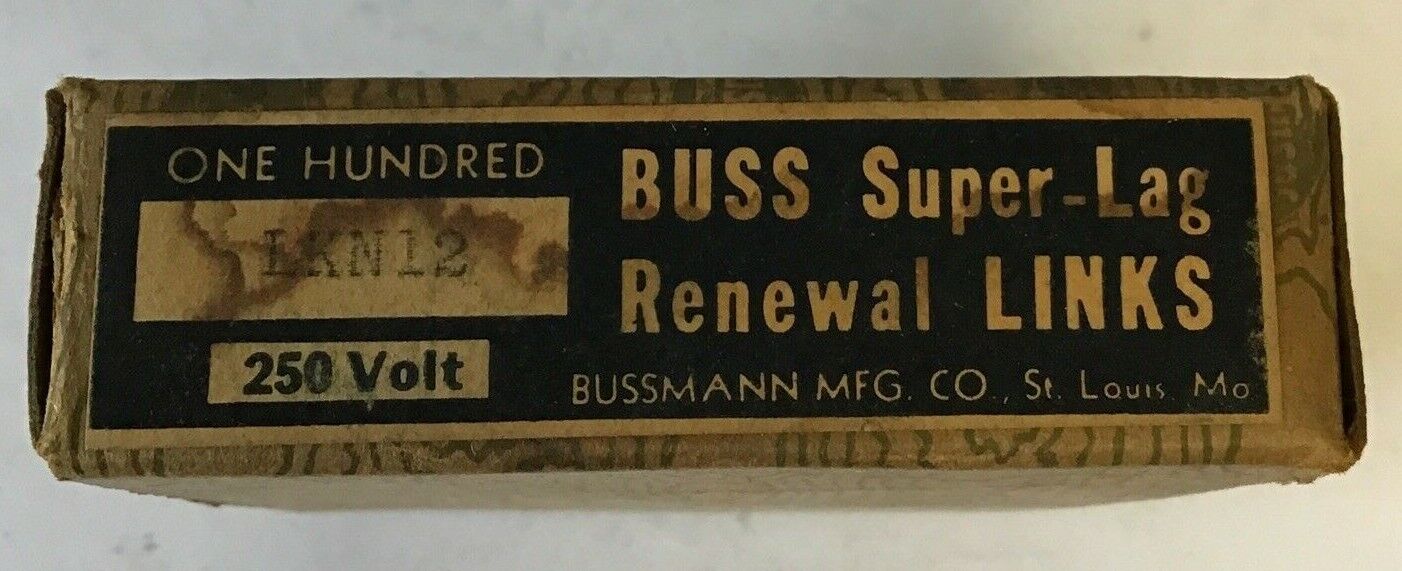 ONE HUNDRED
LKN12
250 Volt
BUSS Super-Lag
Renewal LINKS
BUSSMANN MFG. CO., St. Louis Mo